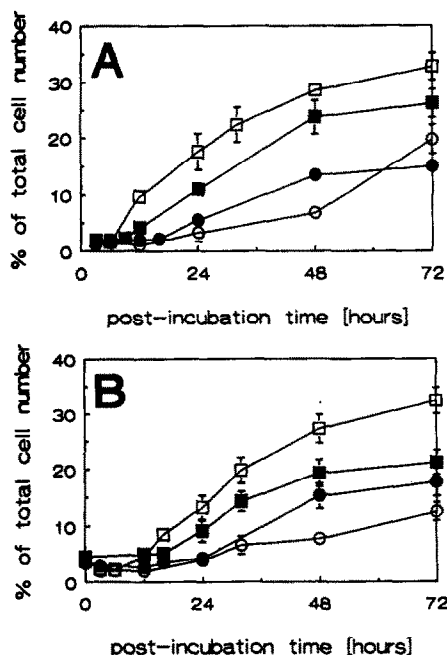 A
% of total cell number
40
30
20
10
0
0 24 48 72
post-incubation time [hours]
B
% of total cell number
40
30
20
10
0
0 24 48 72
post-incubation time [hours]